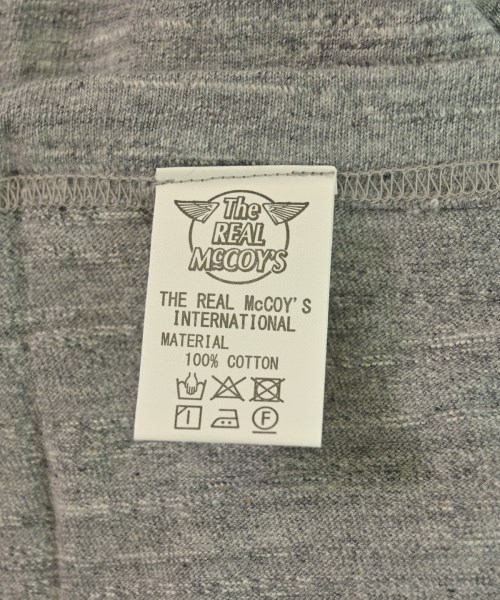 The
REAL
McCOY'S
THE REAL McCOY'S
INTERNATIONAL
MATERIAL
100% COTTON
F